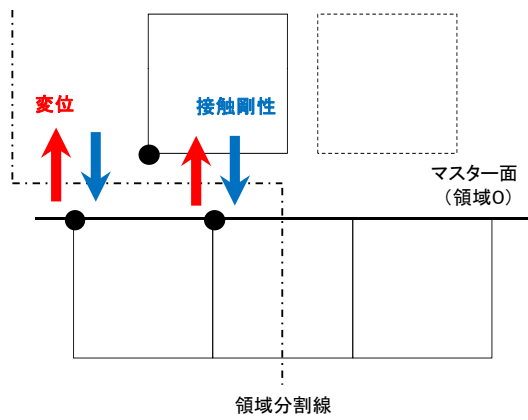 変位
接触剛性
マスター面
（領域0）
領域分割線